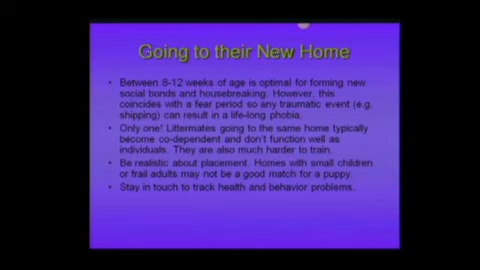 Going to their New Home
• Between 8-12 weeks of age is optimal for forming new
social bonds and housebreaking. However, this
coincides with a fear period so any traumatic event (e.g.
shipping) can result in a life-long phobia.
• Only one! Littermates going to the same home typically
become co-dependent and don't function well as
individuals. They are also much harder to train.
• Be realistic about placement. Homes with small children
or frail adults may not be a good match for a puppy.
• Stay in touch to track health and behavior problems.